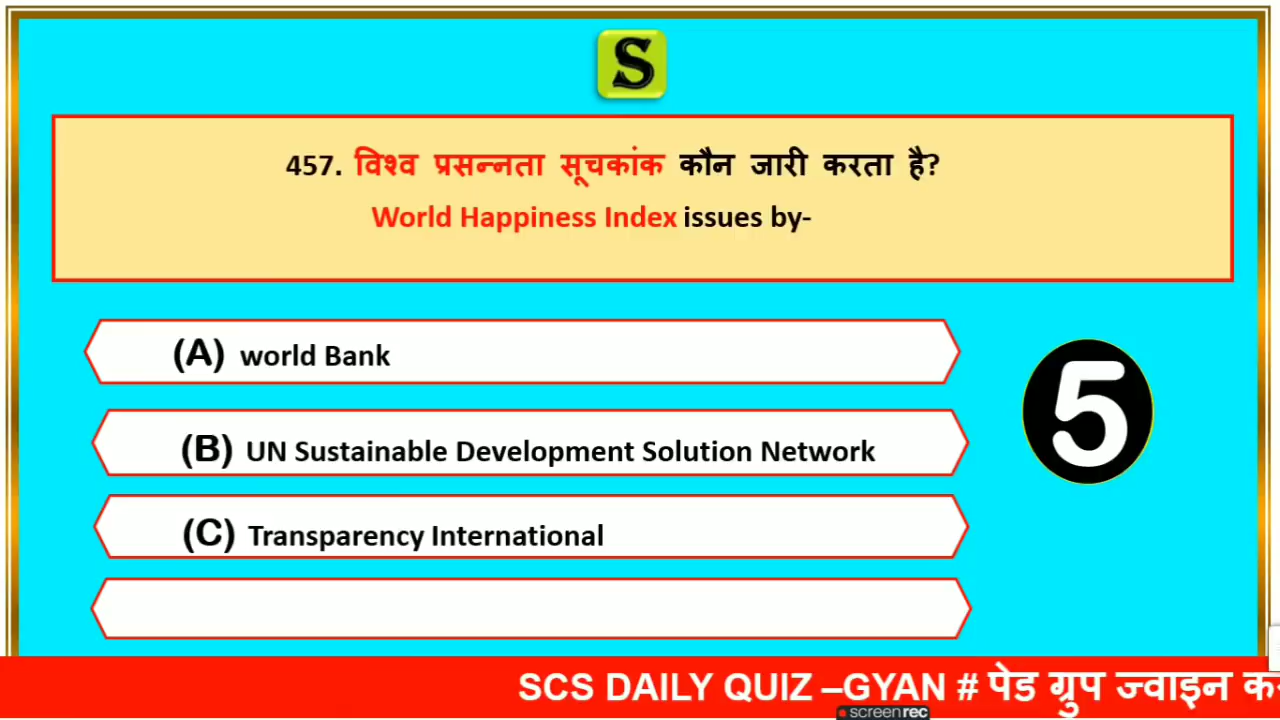 S
457. विश्व प्रसन्नता सूचकांक कौन जारी करता है?
World Happiness Index issues by-
(A) world Bank
(B) UN Sustainable Development Solution Network
5
(C) Transparency International
SCS DAILY QUIZ –GYAN # पेड ग्रुप ज्वाइन
screenrec